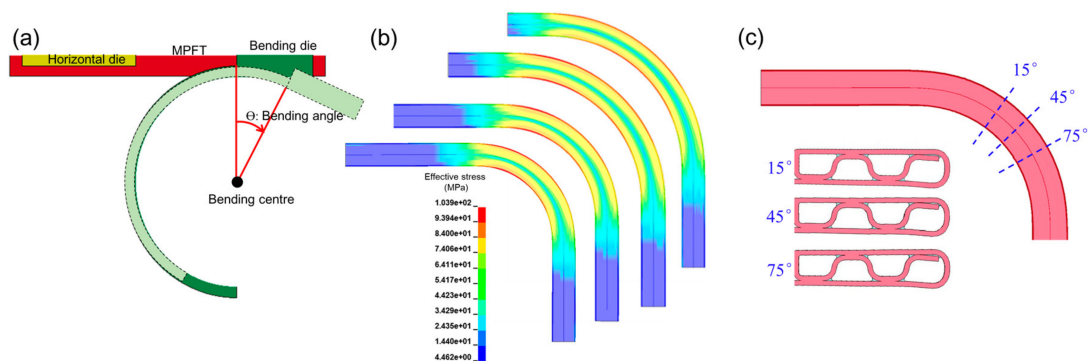 (a)
MPFT
Bending die
Horizontal die
Θ: Bending angle
Bending centre
(b)
Effective stress
(MPa)
1.039e+02
9.394e+01
8.400e+01
7.406e+01
6.411e+01
5.417e+01
4.423e+01
3.429e+01
2.435e+01
1.440e+01
4.462e+00
(c)
15°
45°
75°
15°
45°
75°